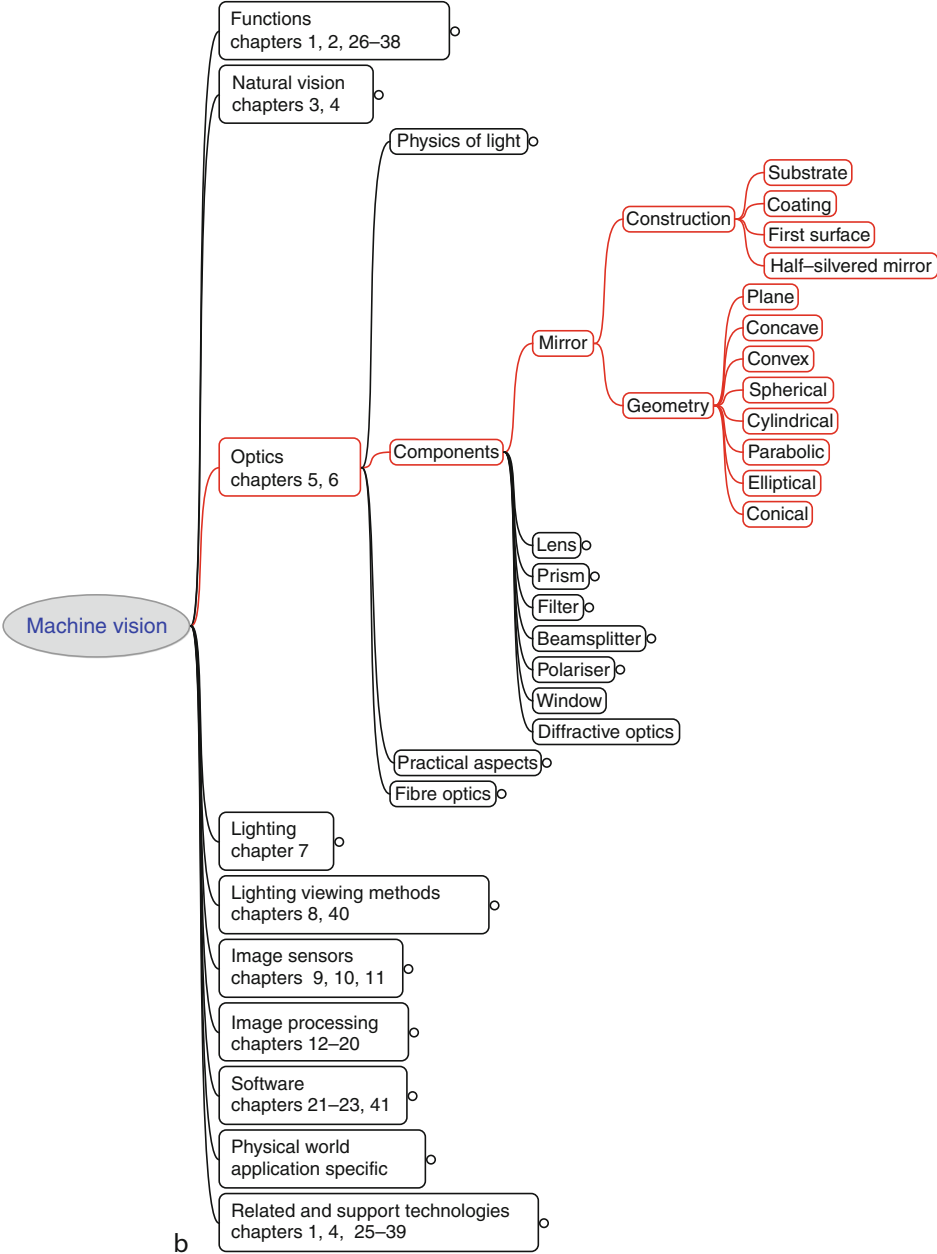 Functions
chapters 1, 2, 26–38
Natural vision
chapters 3, 4
Physics of light
Substrate
Coating
Construction
First surface
Half–silvered mirror
Plane
Concave
Mirror
Convex
Spherical
Geometry
Cylindrical
Parabolic
Elliptical
Conical
Optics
chapters 5, 6
Components
Lens
Prism
Filter
Beamsplitter
Polariser
Window
Diffractive optics
Practical aspects
Fibre optics
Machine vision
Lighting
chapter 7
Lighting viewing methods
chapters 8, 40
Image sensors
chapters 9, 10, 11
Image processing
chapters 12–20
Software
chapters 21–23, 41
Physical world
application specific
Related and support technologies
chapters 1, 4, 25–39
b